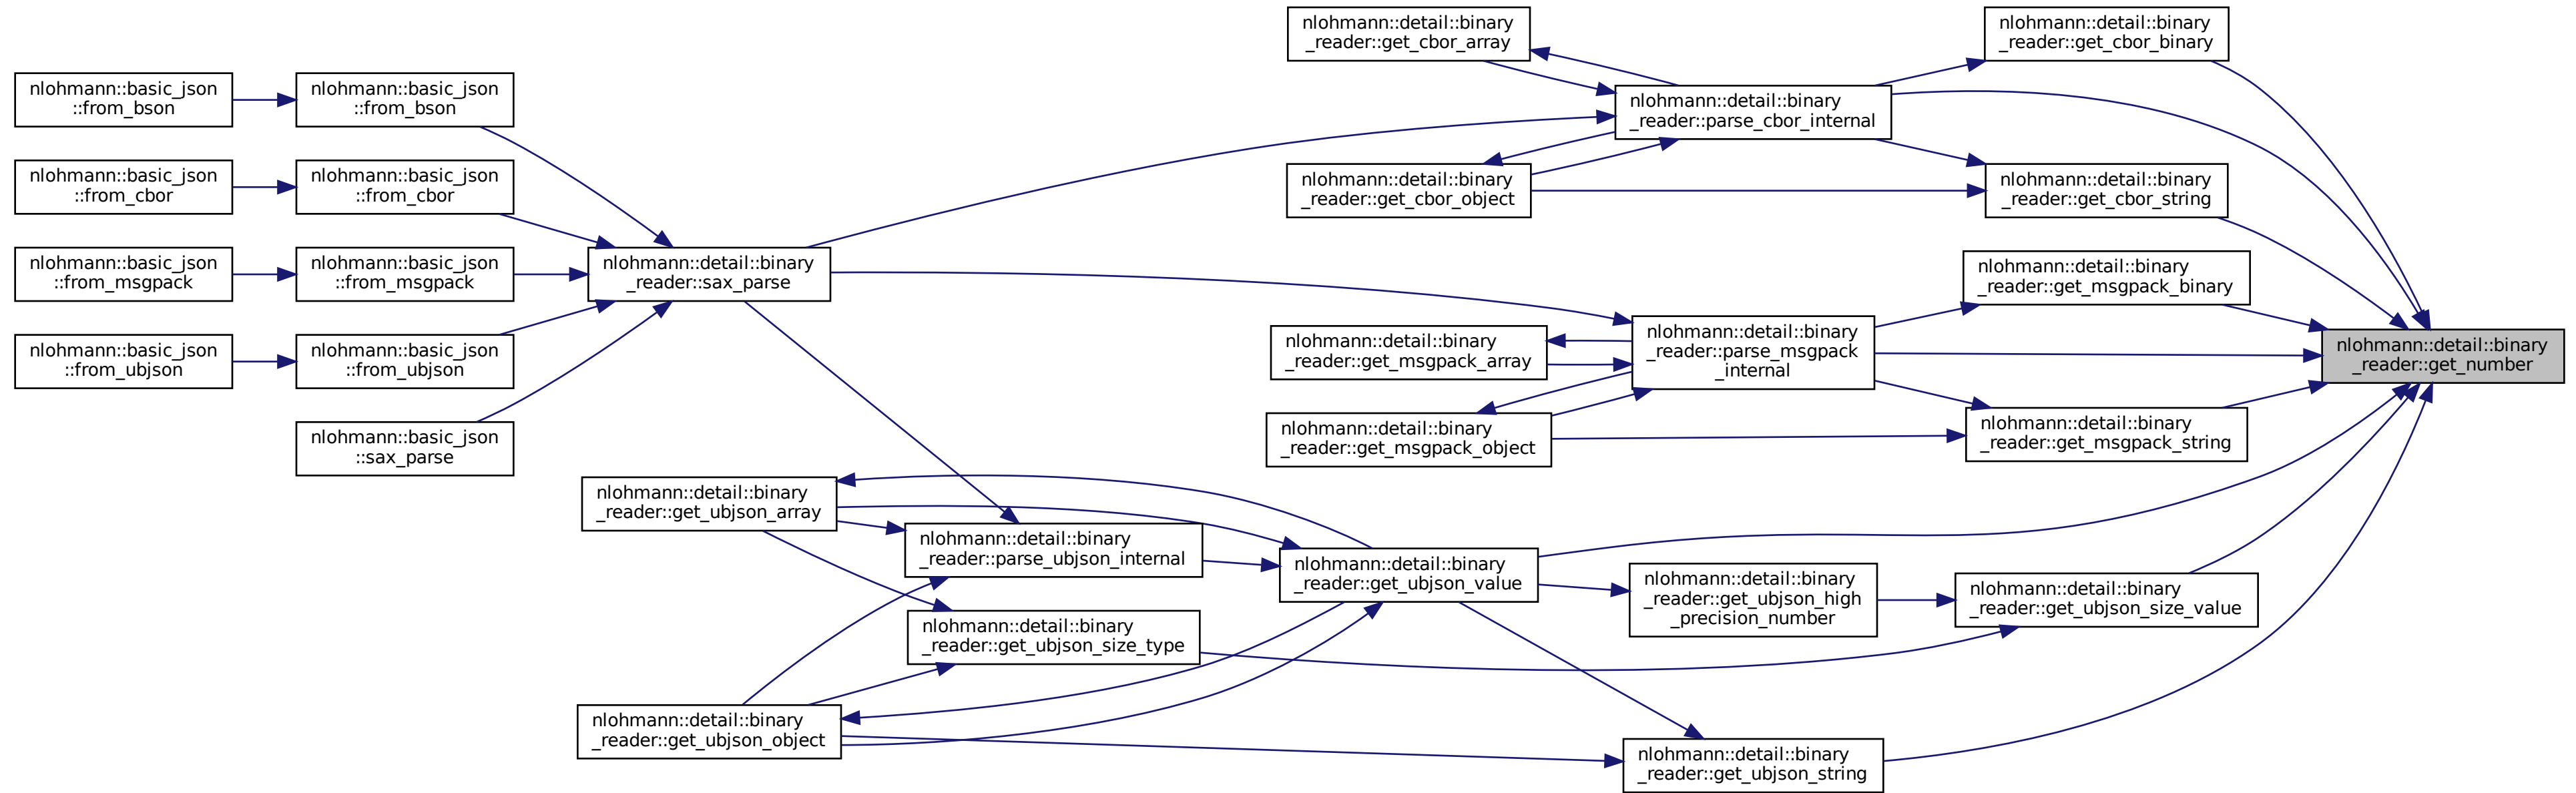 nlohmann::basic_json
::from_bson
nlohmann::basic_json
::from_cbor
nlohmann::basic_json
::from_msgpack
nlohmann::basic_json
::from_ubjson
nlohmann::basic_json
::from_bson
nlohmann::basic_json
::from_cbor
nlohmann::basic_json
::from_msgpack
nlohmann::basic_json
::from_ubjson
nlohmann::basic_json
::sax_parse
nlohmann::detail::binary
_reader::sax_parse
nlohmann::detail::binary
_reader::get_ubjson_array
nlohmann::detail::binary
_reader::get_ubjson_object
nlohmann::detail::binary
_reader::parse_ubjson_internal
nlohmann::detail::binary
_reader::get_ubjson_size_type
nlohmann::detail::binary
_reader::get_cbor_array
nlohmann::detail::binary
_reader::get_cbor_object
nlohmann::detail::binary
_reader::get_msgpack_array
nlohmann::detail::binary
_reader::get_msgpack_object
nlohmann::detail::binary
_reader::get_ubjson_value
nlohmann::detail::binary
_reader::parse_cbor_internal
nlohmann::detail::binary
_reader::parse_msgpack
_internal
nlohmann::detail::binary
_reader::get_ubjson_high
_precision_number
nlohmann::detail::binary
_reader::get_ubjson_string
nlohmann::detail::binary
_reader::get_cbor_binary
nlohmann::detail::binary
_reader::get_cbor_string
nlohmann::detail::binary
_reader::get_msgpack_binary
nlohmann::detail::binary
_reader::get_msgpack_string
nlohmann::detail::binary
_reader::get_ubjson_size_value
nlohmann::detail::binary
_reader::get_number